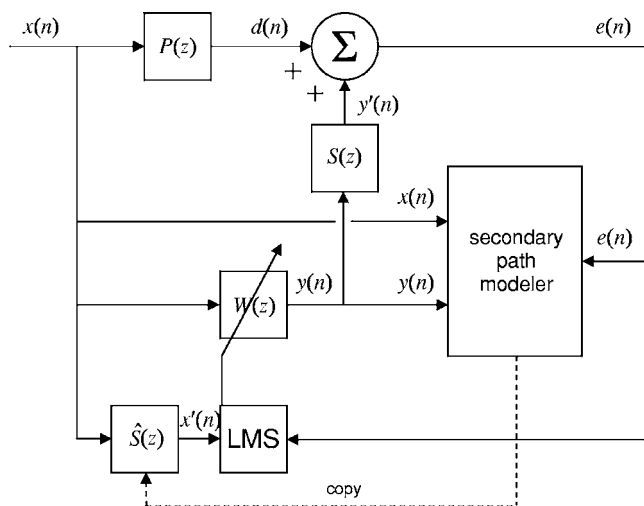 x(n)
P(z)
d(n)
Σ
e(n)
+
+
y'(n)
S(z)
x(n)
secondary
path
modeler
e(n)
W(z)
y(n)
y(n)
Ŝ(z)
x'(n)
LMS
copy